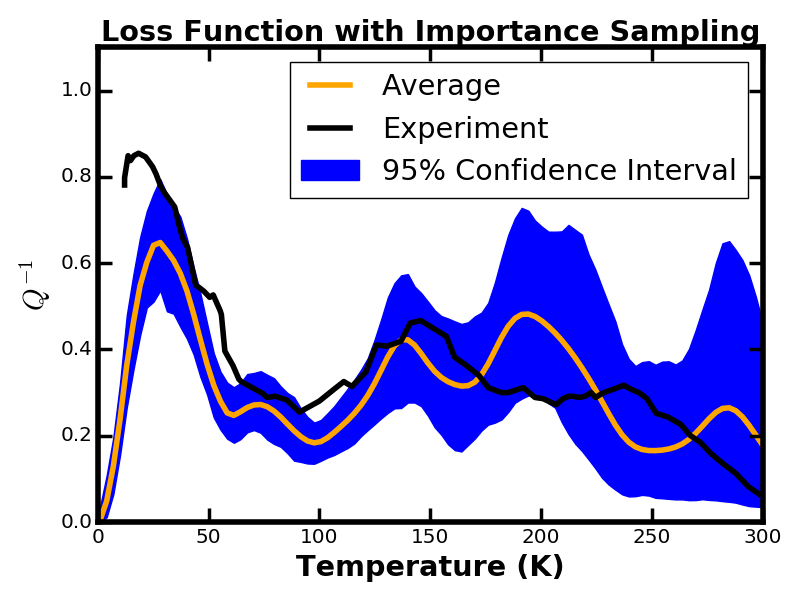 Loss Function with Importance Sampling
Average
Experiment
95% Confidence Interval
1.0
0.8
0.6
0.4
0.2
0.0
Q⁻¹
0 50 100 150 200 250 300
Temperature (K)